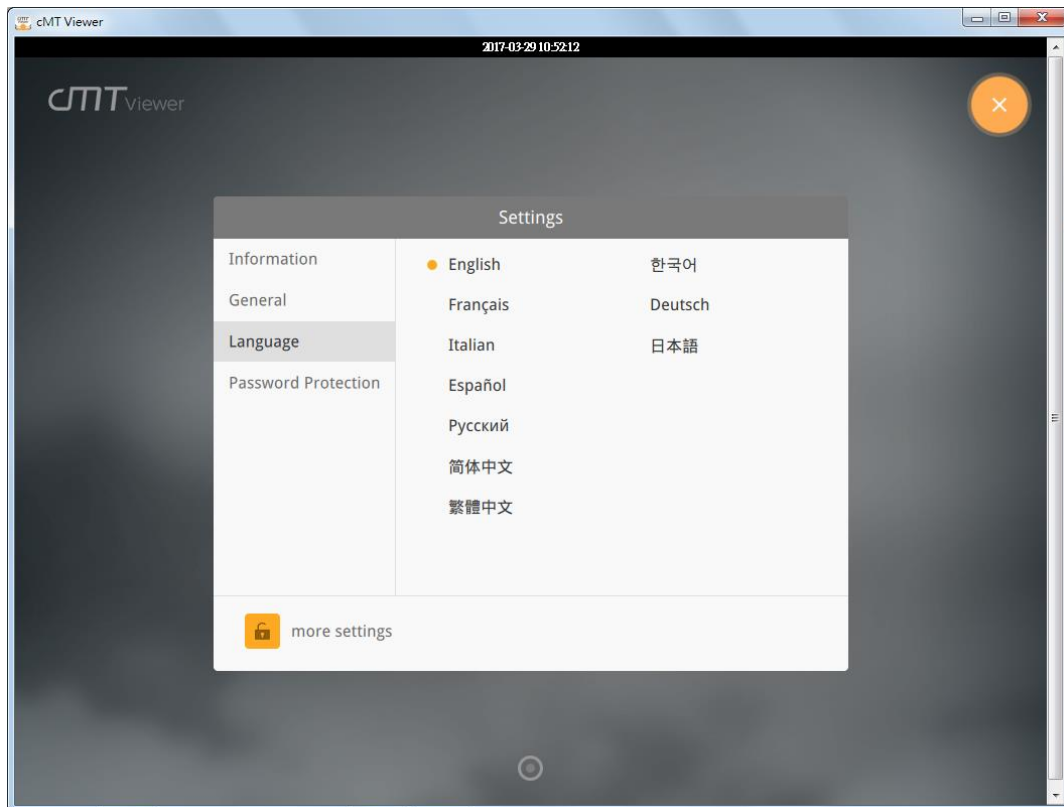 cMT Viewer
2017-03-29 10:52:12
cMT Viewer
Settings
Information
General
Language
Password Protection
English
Français
Italian
Español
Русский
简体中文
繁體中文
한국어
Deutsch
日本語
more settings